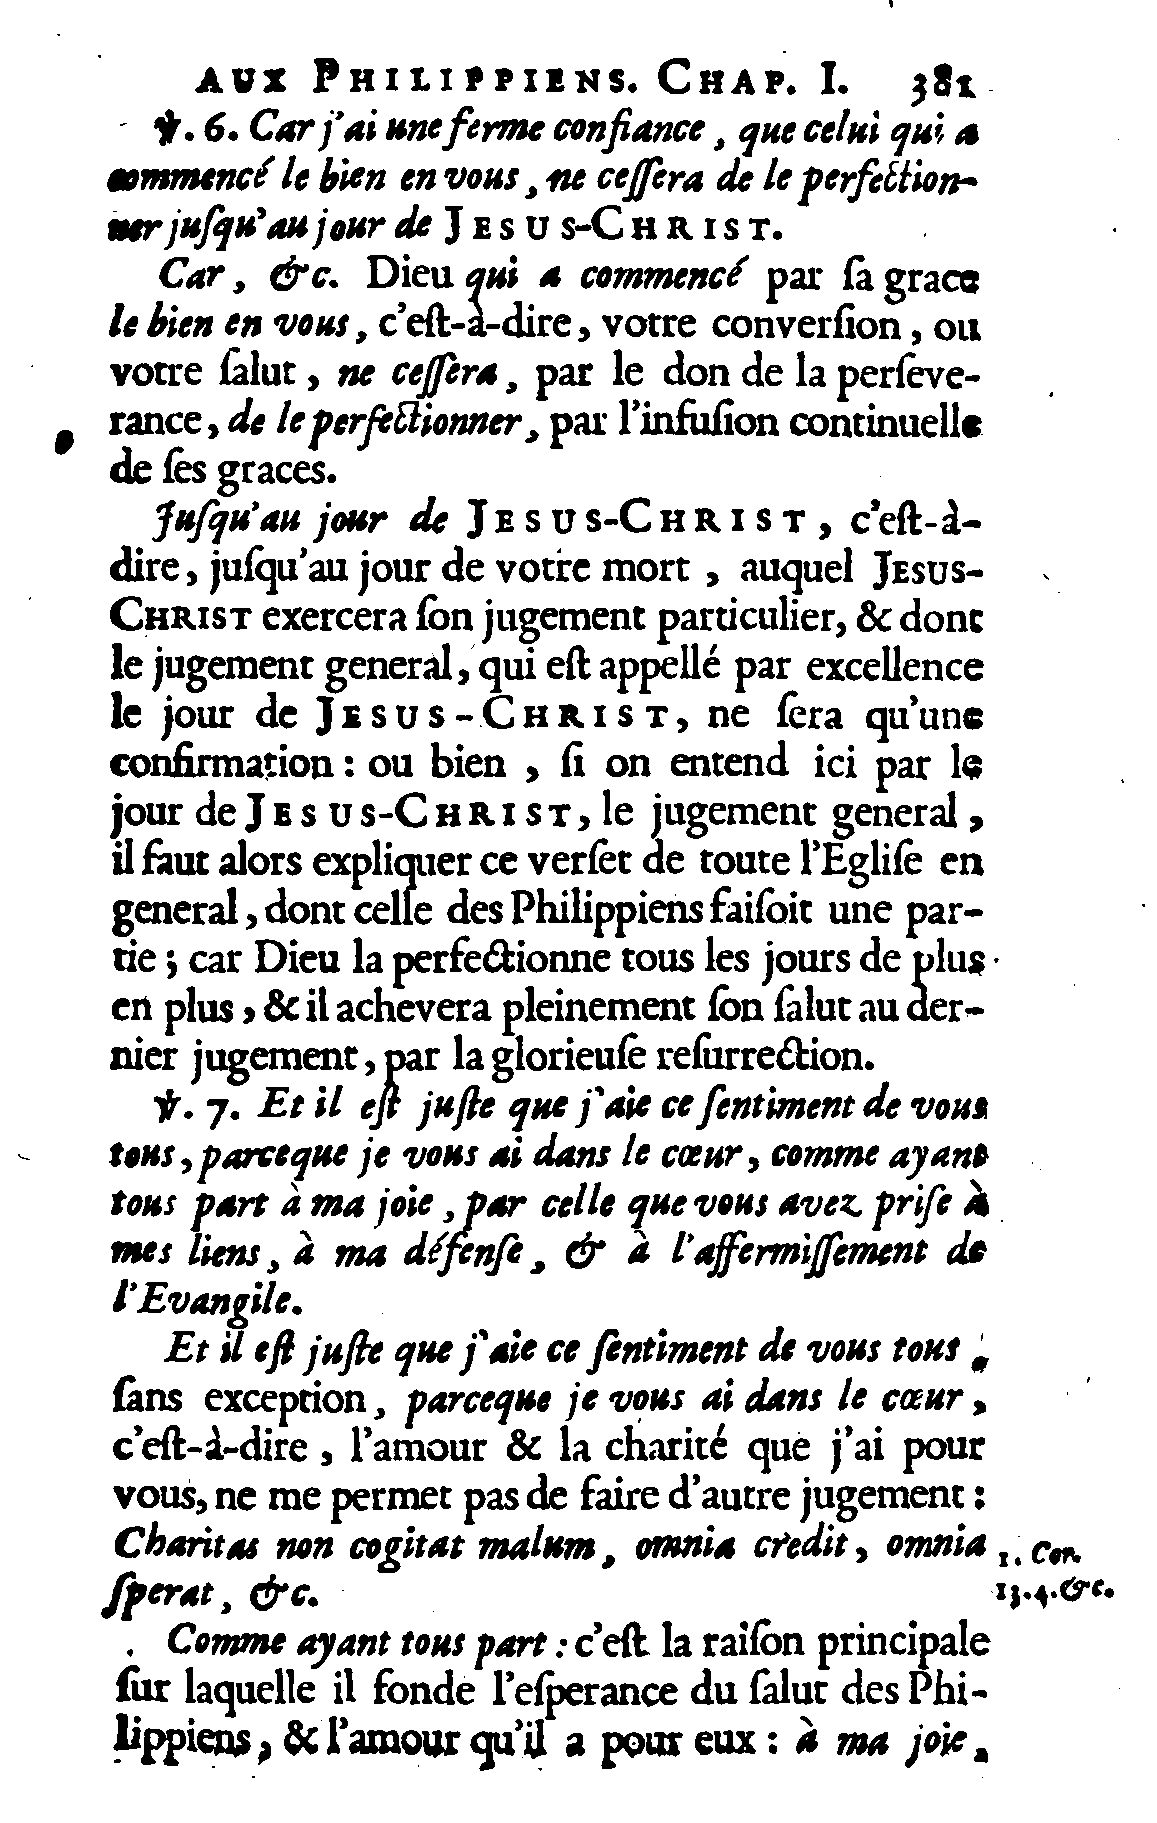 AUX PHILIPPIENS. CHAP. I. 381
℣. 6. Car j'ai une ferme confiance, que celui qui a
commencé le bien en vous, ne ceſſera de le perfection-
ner juſqu'au jour de JESUS-CHRIST.
Car, &c. Dieu qui a commencé par ſa grace
le bien en vous, c'eſt-à-dire, votre converſion, ou
votre ſalut, ne ceſſera, par le don de la perſeve-
rance, de le perfectionner, par l'infuſion continuelle
de ſes graces.
Juſqu'au jour de JESUS-CHRIST, c'eſt-à-
dire, juſqu'au jour de votre mort, auquel JESUS-
CHRIST exercera ſon jugement particulier, & dont
le jugement general, qui eſt appellé par excellence
le jour de JESUS-CHRIST, ne ſera qu'une
confirmation: ou bien, ſi on entend ici par le
jour de JESUS-CHRIST, le jugement general,
il faut alors expliquer ce verſet de toute l'Egliſe en
general, dont celle des Philippiens faiſoit une par-
tie; car Dieu la perfectionne tous les jours de plus
en plus, & il achevera pleinement ſon ſalut au der-
nier jugement, par la glorieuſe reſurrection.
℣. 7. Et il eſt juſte que j'aie ce ſentiment de vous
tous, parceque je vous ai dans le cœur, comme ayant
tous part à ma joie, par celle que vous avez priſe à
mes liens, à ma défenſe, & à l'affermiſſement de
l'Evangile.
Et il eſt juſte que j'aie ce ſentiment de vous tous,
ſans exception, parceque je vous ai dans le cœur,
c'eſt-à-dire, l'amour & la charité que j'ai pour
vous, ne me permet pas de faire d'autre jugement:
Charitas non cogitat malum, omnia credit, omnia
ſperat, &c.
1. Cor.
13.4.&c.
Comme ayant tous part: c'eſt la raiſon principale
ſur laquelle il fonde l'eſperance du ſalut des Phi-
lippiens, & l'amour qu'il a pour eux: à ma joie,